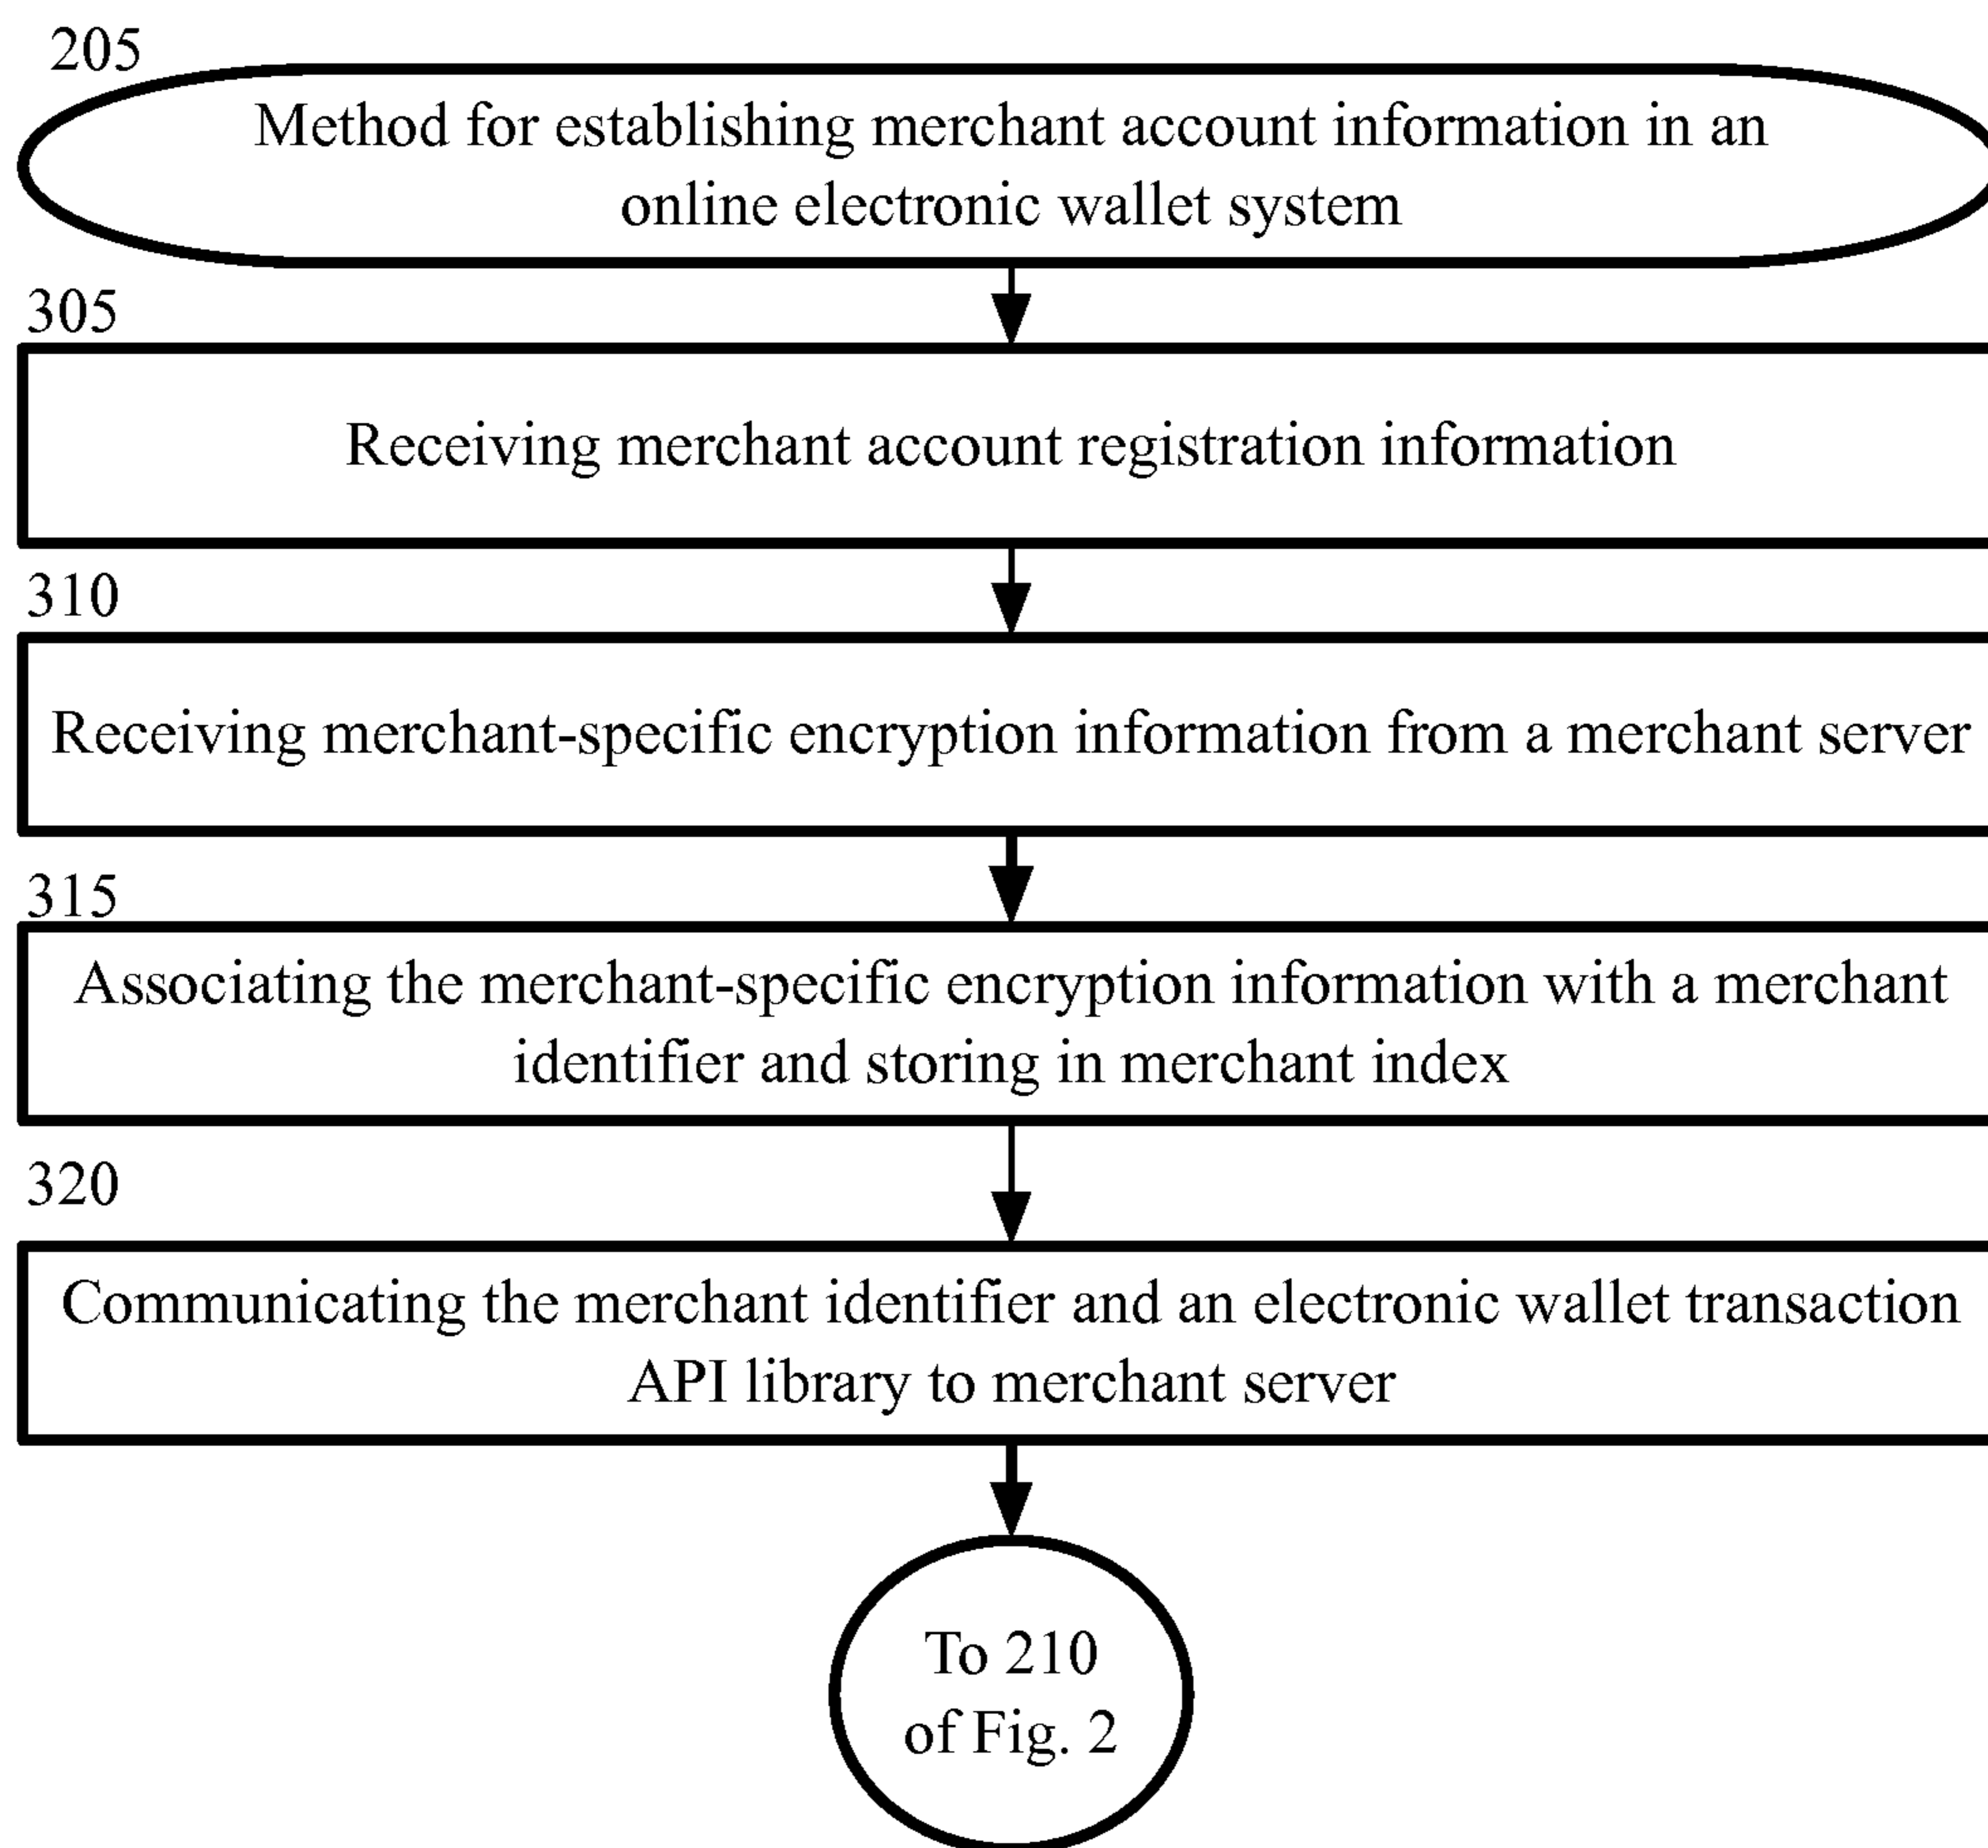 205
Method for establishing merchant account information in an
online electronic wallet system
305
Receiving merchant account registration information
310
Receiving merchant-specific encryption information from a merchant server
315
Associating the merchant-specific encryption information with a merchant
identifier and storing in merchant index
320
Communicating the merchant identifier and an electronic wallet transaction
API library to merchant server
To 210
of Fig. 2